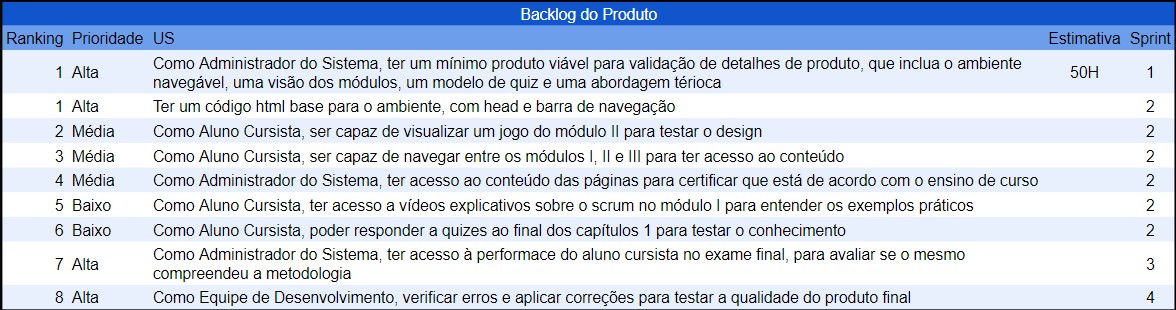 Backlog do Produto
Ranking Prioridade US Estimativa Sprint
1 Alta Como Administrador do Sistema, ter um mínimo produto viável para validação de detalhes de produto, que inclua o ambiente
navegável, uma visão dos módulos, um modelo de quiz e uma abordagem térioca 50H 1
1 Alta Ter um código html base para o ambiente, com head e barra de navegação 2
2 Média Como Aluno Cursista, ser capaz de visualizar um jogo do módulo II para testar o design 2
3 Média Como Aluno Cursista, ser capaz de navegar entre os módulos I, II e III para ter acesso ao conteúdo 2
4 Média Como Administrador do Sistema, ter acesso ao conteúdo das páginas para certificar que está de acordo com o ensino de curso 2
5 Baixo Como Aluno Cursista, ter acesso a vídeos explicativos sobre o scrum no módulo I para entender os exemplos práticos 2
6 Baixo Como Aluno Cursista, poder responder a quizes ao final dos capítulos 1 para testar o conhecimento 2
7 Alta Como Administrador do Sistema, ter acesso à performace do aluno cursista no exame final, para avaliar se o mesmo
compreendeu a metodologia 3
8 Alta Como Equipe de Desenvolvimento, verificar erros e aplicar correções para testar a qualidade do produto final 4